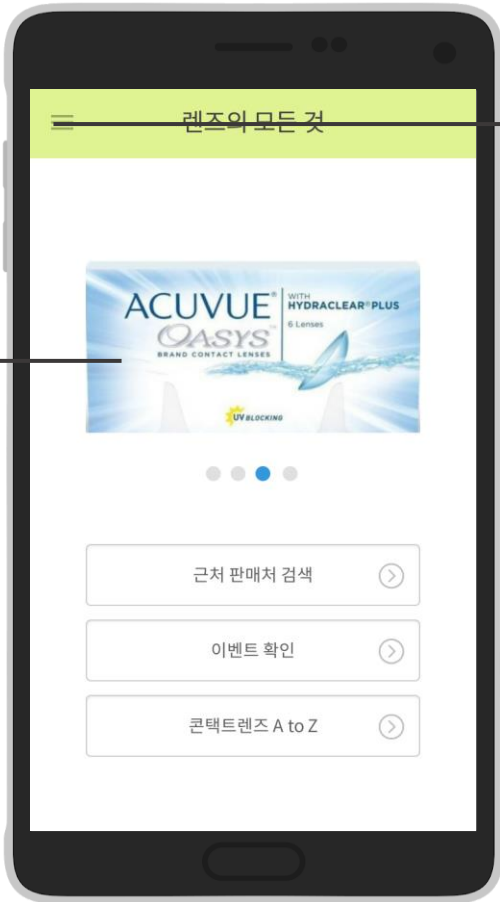 렌즈의 모든 것
ACUVUE®
OASYS™
BRAND CONTACT LENSES
WITH
HYDRACLEAR® PLUS
6 Lenses
UV BLOCKING
근처 판매처 검색
이벤트 확인
콘택트렌즈 A to Z